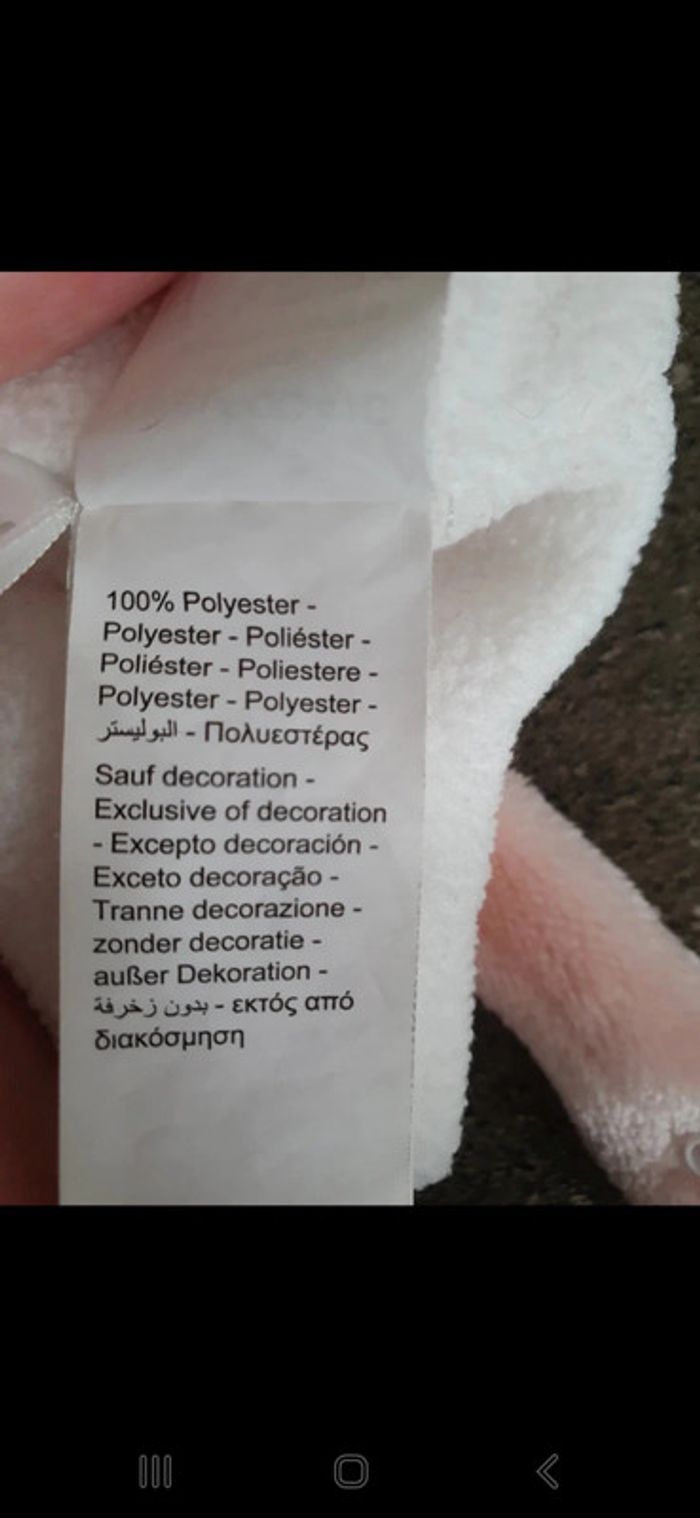 100% Polyester -
Polyester - Poliéster -
Poliéster - Poliestere -
Polyester - Polyester -
البوليستر - Πολυεστέρας
Sauf decoration -
Exclusive of decoration
- Excepto decoración -
Exceto decoração -
Tranne decorazione -
zonder decoratie -
außer Dekoration -
بدون زخرفة - εκτός από
διακόσμηση